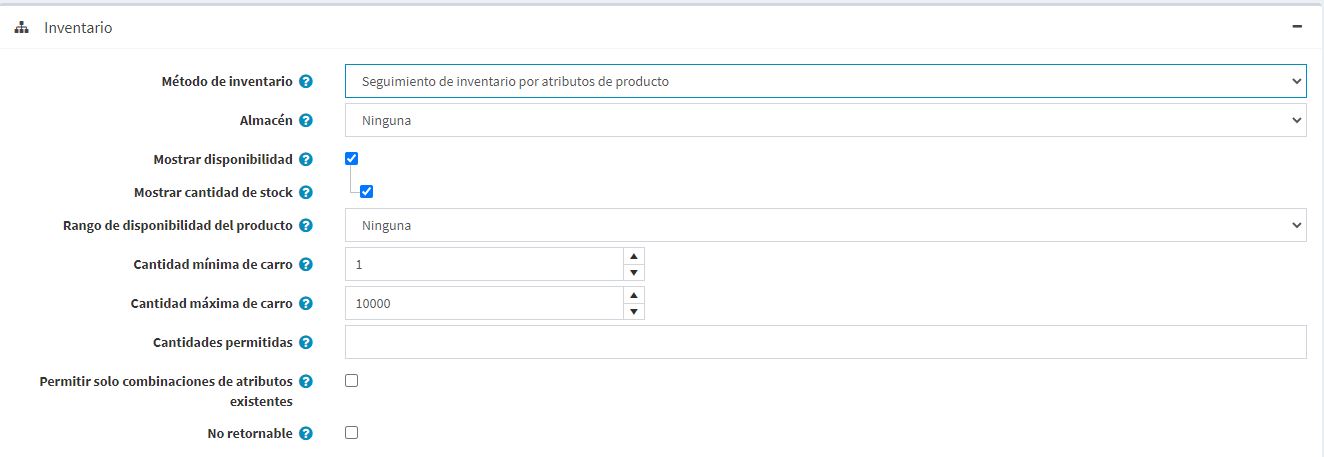 Inventario
Método de inventario
Seguimiento de inventario por atributos de producto
Almacén
Ninguna
Mostrar disponibilidad
Mostrar cantidad de stock
Rango de disponibilidad del producto
Ninguna
Cantidad mínima de carro
1
Cantidad máxima de carro
10000
Cantidades permitidas
Permitir solo combinaciones de atributos
existentes
No retornable